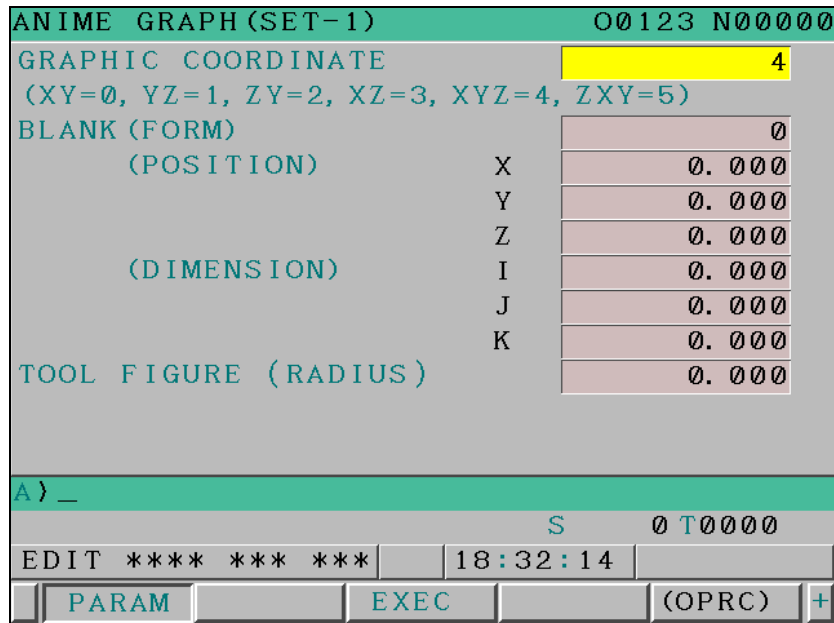 ANIME GRAPH(SET-1) O0123 N00000
GRAPHIC COORDINATE 4
(XY=0, YZ=1, ZY=2, XZ=3, XYZ=4, ZXY=5)
BLANK(FORM) 0
(POSITION) X 0.000
Y 0.000
Z 0.000
(DIMENSION) I 0.000
J 0.000
K 0.000
TOOL FIGURE (RADIUS) 0.000
A)_
S 0 T0000
EDIT **** *** *** 18:32:14
PARAM EXEC (OPRC) +